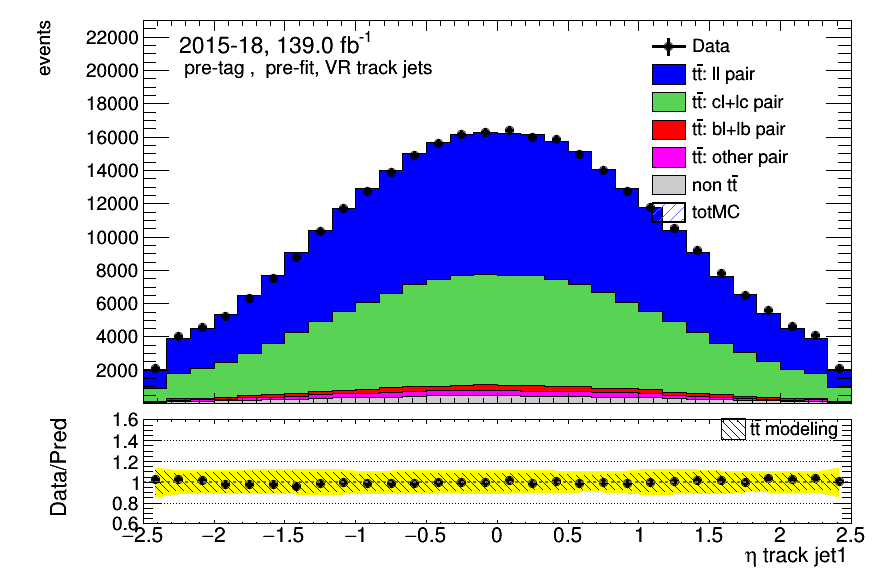 events
22000
20000
18000
16000
14000
12000
10000
8000
6000
4000
2000
2015-18, 139.0 fb⁻¹
pre-tag , pre-fit, VR track jets
Data
tt̄: ll pair
tt̄: cl+lc pair
tt̄: bl+lb pair
tt̄: other pair
non tt̄
totMC
Data/Pred
1.6
1.4
1.2
1
0.8
0.6
tt̄ modeling
−2.5 −2 −1.5 −1 −0.5 0 0.5 1 1.5 2 2.5
η track jet1